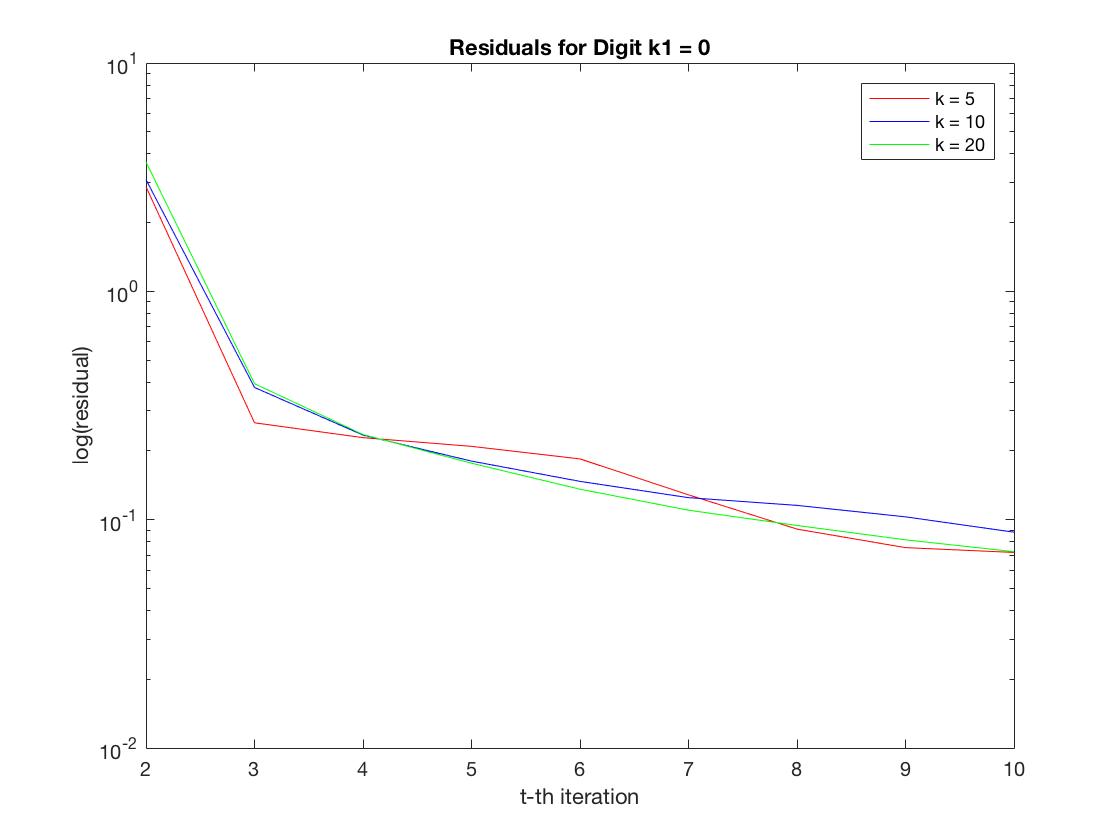 Residuals for Digit k1 = 0
10^1
10^0
10^-1
10^-2
log(residual)
k = 5
k = 10
k = 20
2 3 4 5 6 7 8 9 10
t-th iteration